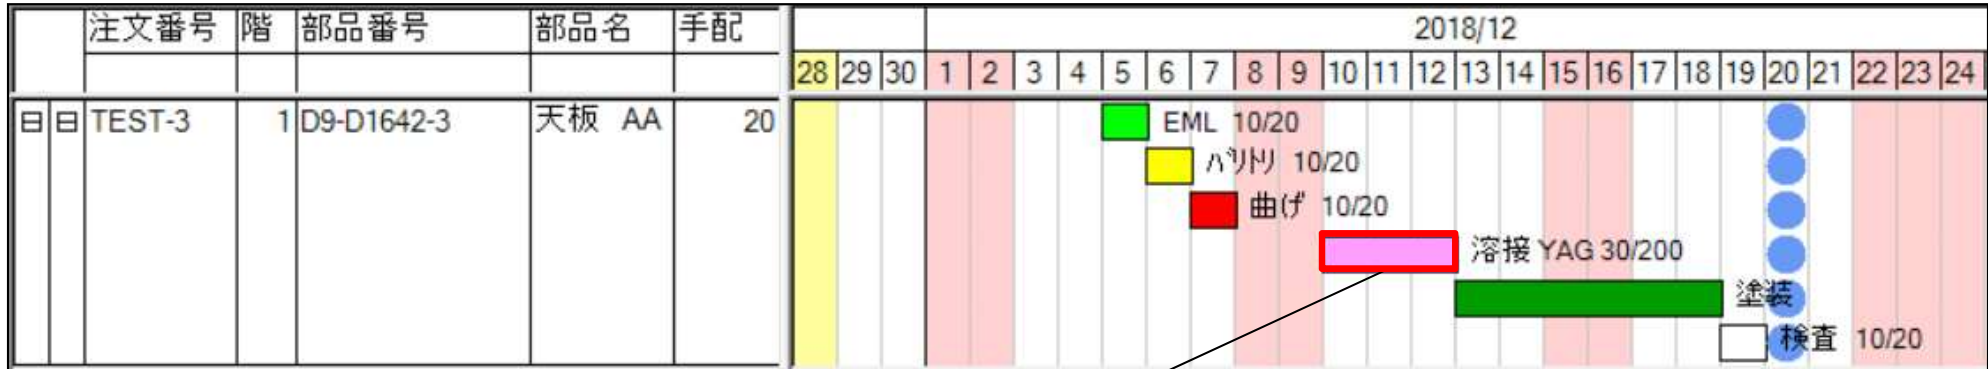 注文番号 階 部品番号 部品名 手配 2018/12
28 29 30 1 2 3 4 5 6 7 8 9 10 11 12 13 14 15 16 17 18 19 20 21 22 23 24
TEST-3 1 D9-D1642-3 天板 AA 20 EML 10/20
バリトリ 10/20
曲げ 10/20
溶接 YAG 30/200
塗装
検査 10/20